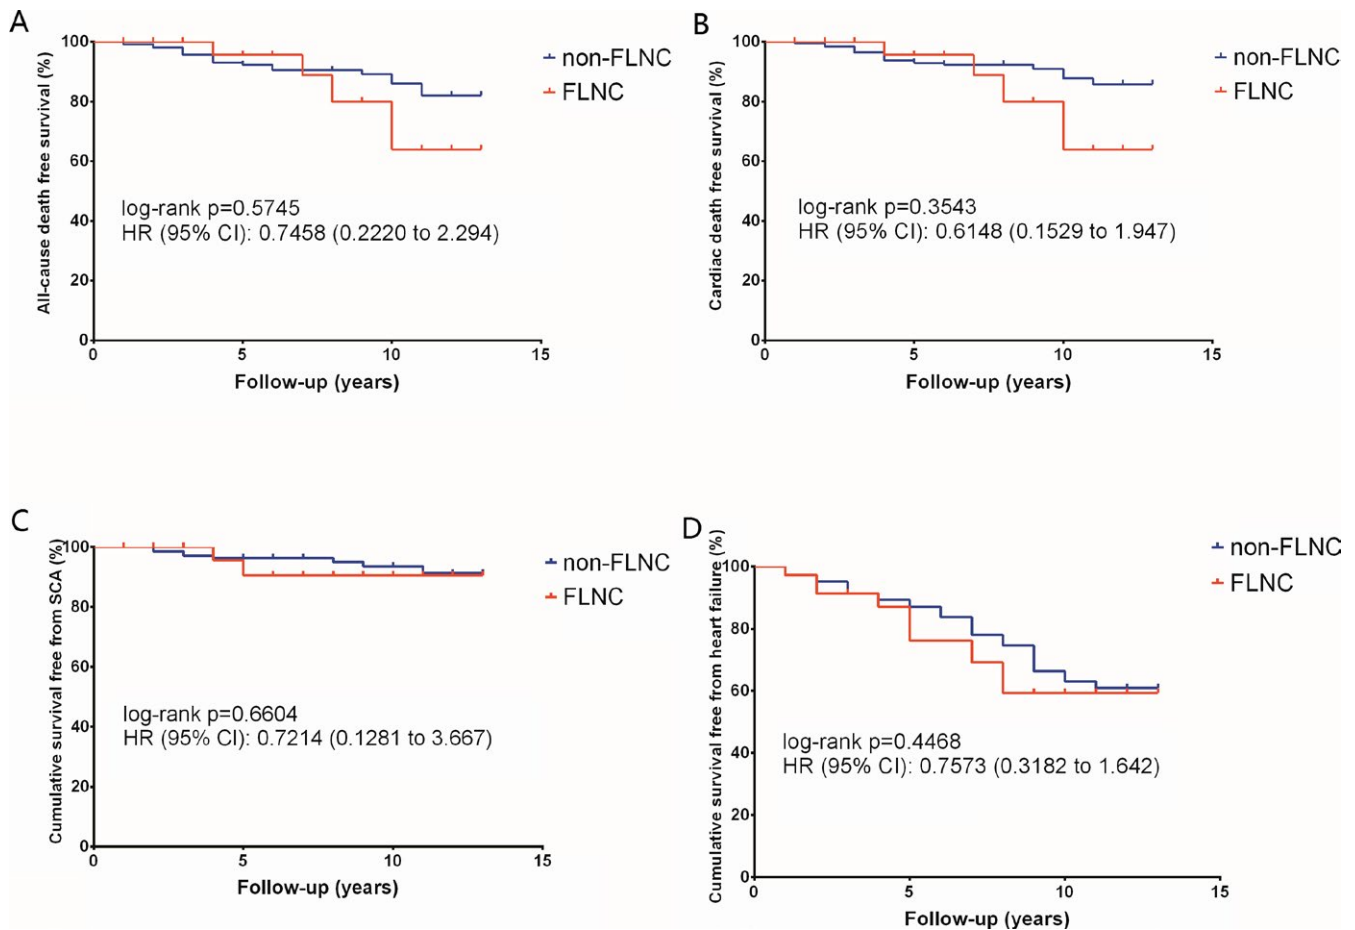 A
All-cause death free survival (%)
100
80
60
40
20
0
0 5 10 15
Follow-up (years)
non-FLNC
FLNC
log-rank p=0.5745
HR (95% CI): 0.7458 (0.2220 to 2.294)
B
Cardiac death free survival (%)
100
80
60
40
20
0
0 5 10 15
Follow-up (years)
non-FLNC
FLNC
log-rank p=0.3543
HR (95% CI): 0.6148 (0.1529 to 1.947)
C
Cumulative survival free from SCA (%)
100
80
60
40
20
0
0 5 10 15
Follow-up (years)
non-FLNC
FLNC
log-rank p=0.6604
HR (95% CI): 0.7214 (0.1281 to 3.667)
D
Cumulative survival free from heart failure (%)
100
80
60
40
20
0
0 5 10 15
Follow-up (years)
non-FLNC
FLNC
log-rank p=0.4468
HR (95% CI): 0.7573 (0.3182 to 1.642)